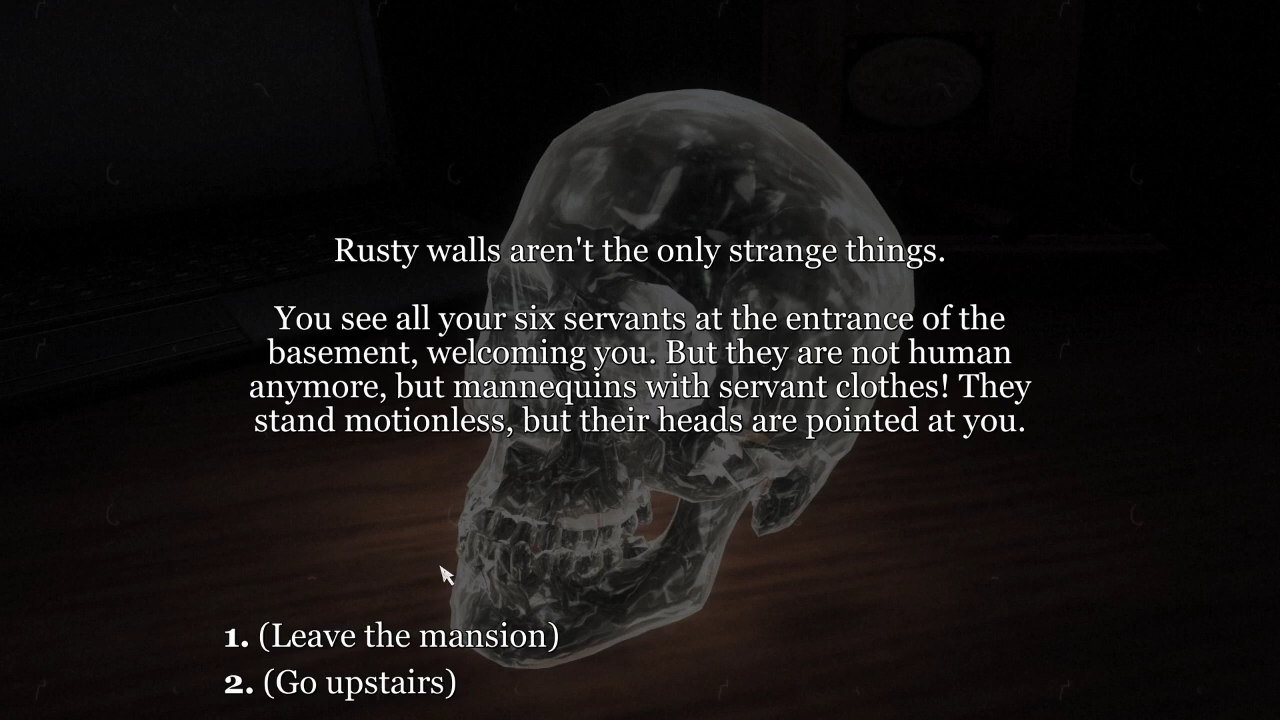 Rusty walls aren't the only strange things.
You see all your six servants at the entrance of the
basement, welcoming you. But they are not human
anymore, but mannequins with servant clothes! They
stand motionless, but their heads are pointed at you.
1. (Leave the mansion)
2. (Go upstairs)